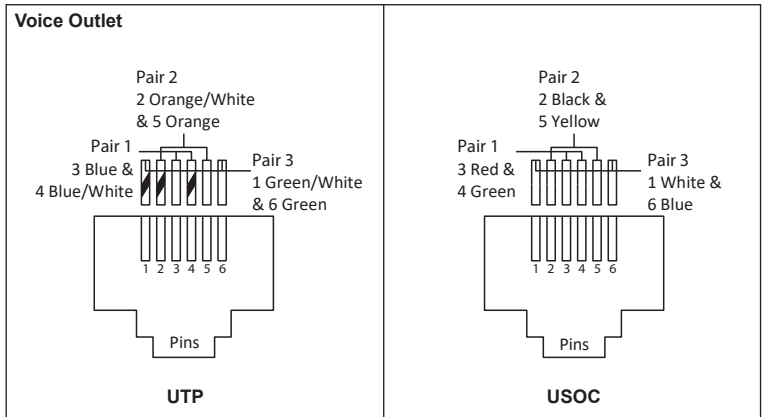 Voice Outlet
Pair 2
2 Orange/White
& 5 Orange
Pair 1
3 Blue &
4 Blue/White
Pair 3
1 Green/White
& 6 Green
1 2 3 4 5 6
Pins
UTP
Pair 2
2 Black &
5 Yellow
Pair 1
3 Red &
4 Green
Pair 3
1 White &
6 Blue
1 2 3 4 5 6
Pins
USOC